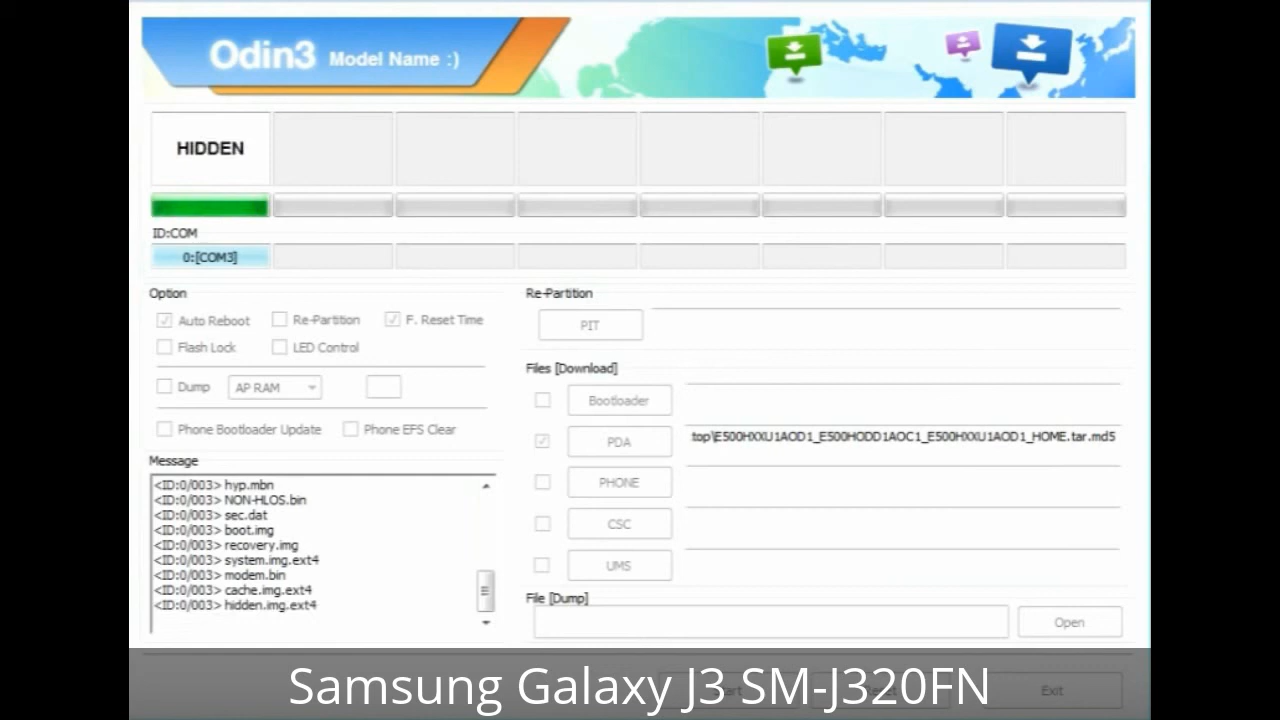 Odin3 Model Name :)
HIDDEN
ID:COM
0:[COM3]
Option
Auto Reboot
Re-Partition
F. Reset Time
Flash Lock
LED Control
Dump
AP RAM
Phone Bootloader Update
Phone EFS Clear
Message
<ID:0/003> hyp.mbn
<ID:0/003> NON-HLOS.bin
<ID:0/003> sec.dat
<ID:0/003> boot.img
<ID:0/003> recovery.img
<ID:0/003> system.img.ext4
<ID:0/003> modem.bin
<ID:0/003> cache.img.ext4
<ID:0/003> hidden.img.ext4
Re-Partition
PIT
Files [Download]
Bootloader
PDA
top\E500HXXU1AOD1_E500HODD1AOC1_E500HXXU1AOD1_HOME.tar.md5
PHONE
CSC
UMS
File [Dump]
Open
Exit
Samsung Galaxy J3 SM-J320FN